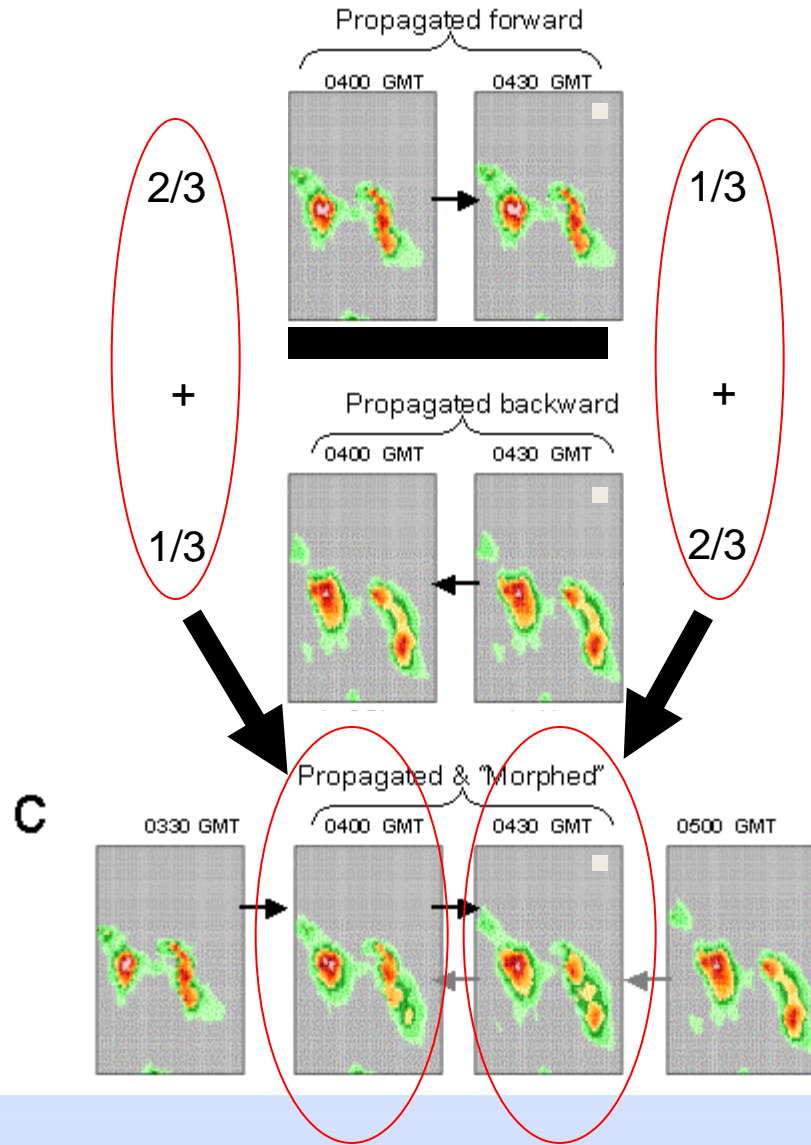 Propagated forward
0400 GMT 0430 GMT
2/3 1/3
+ +
Propagated backward
0400 GMT 0430 GMT
1/3 2/3
Propagated & "Morphed"
C
0330 GMT 0400 GMT 0430 GMT 0500 GMT